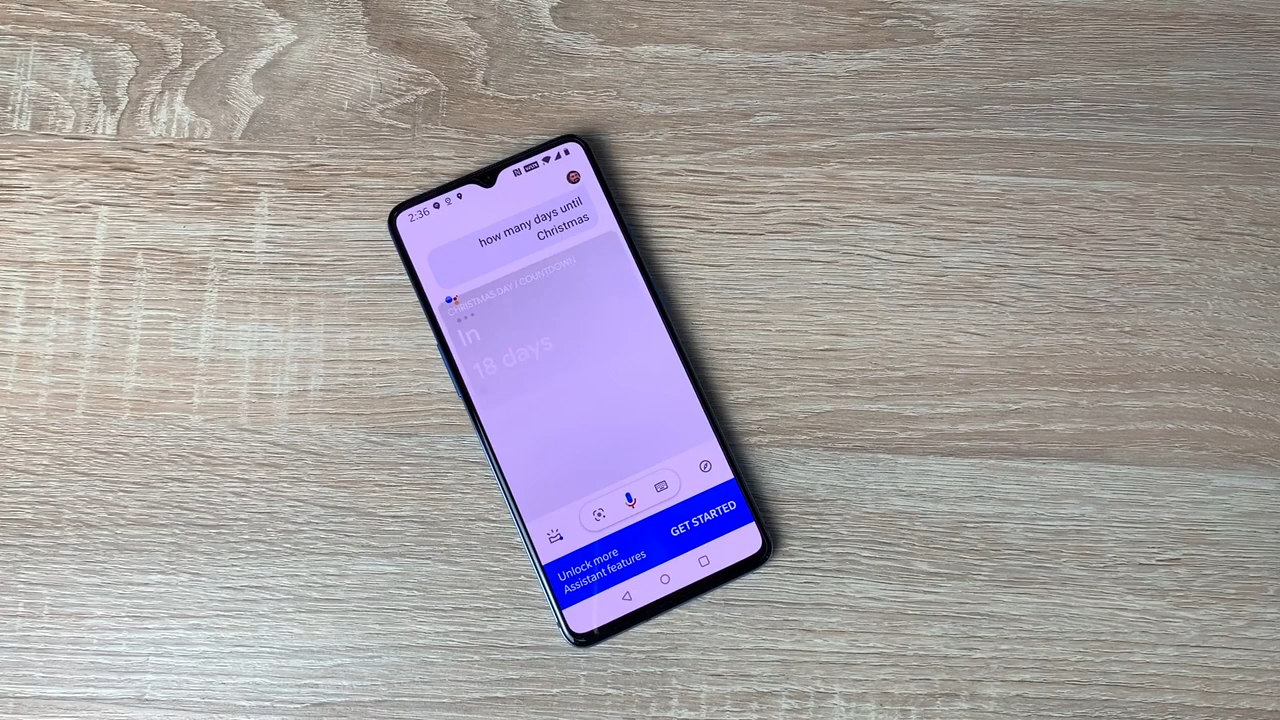 2:36
how many days until
Christmas
CHRISTMAS DAY / COUNTDOWN
In
18 days
Unlock more
Assistant features
GET STARTED